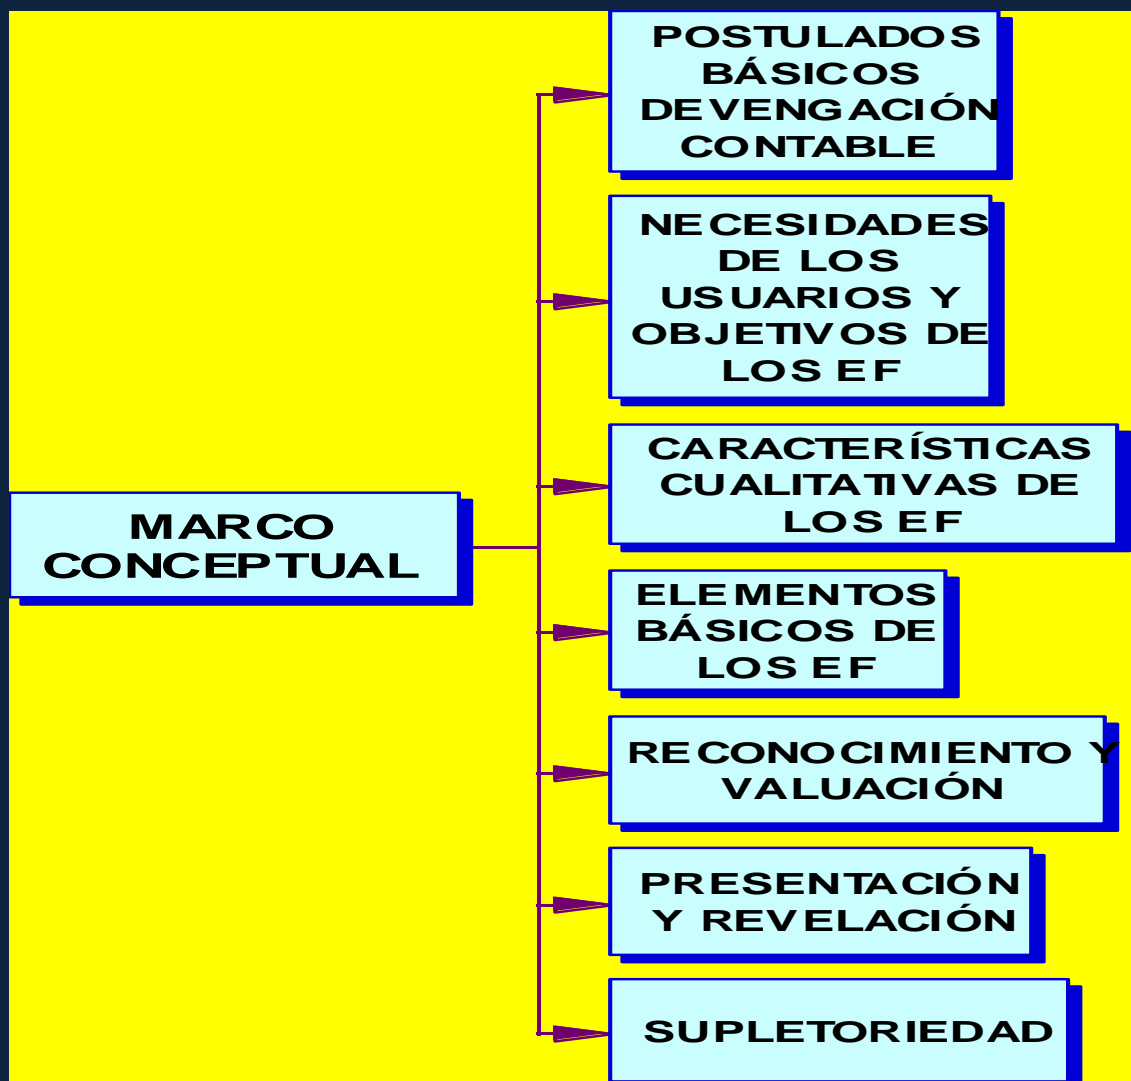 MARCO
CONCEPTUAL
POSTULADOS
BÁSICOS
DEVENGACIÓN
CONTABLE
NECESIDADES
DE LOS
USUARIOS Y
OBJETIVOS DE
LOS EF
CARACTERÍSTICAS
CUALITATIVAS DE
LOS EF
ELEMENTOS
BÁSICOS DE
LOS EF
RECONOCIMIENTO Y
VALUACIÓN
PRESENTACIÓN
Y REVELACIÓN
SUPLETORIEDAD